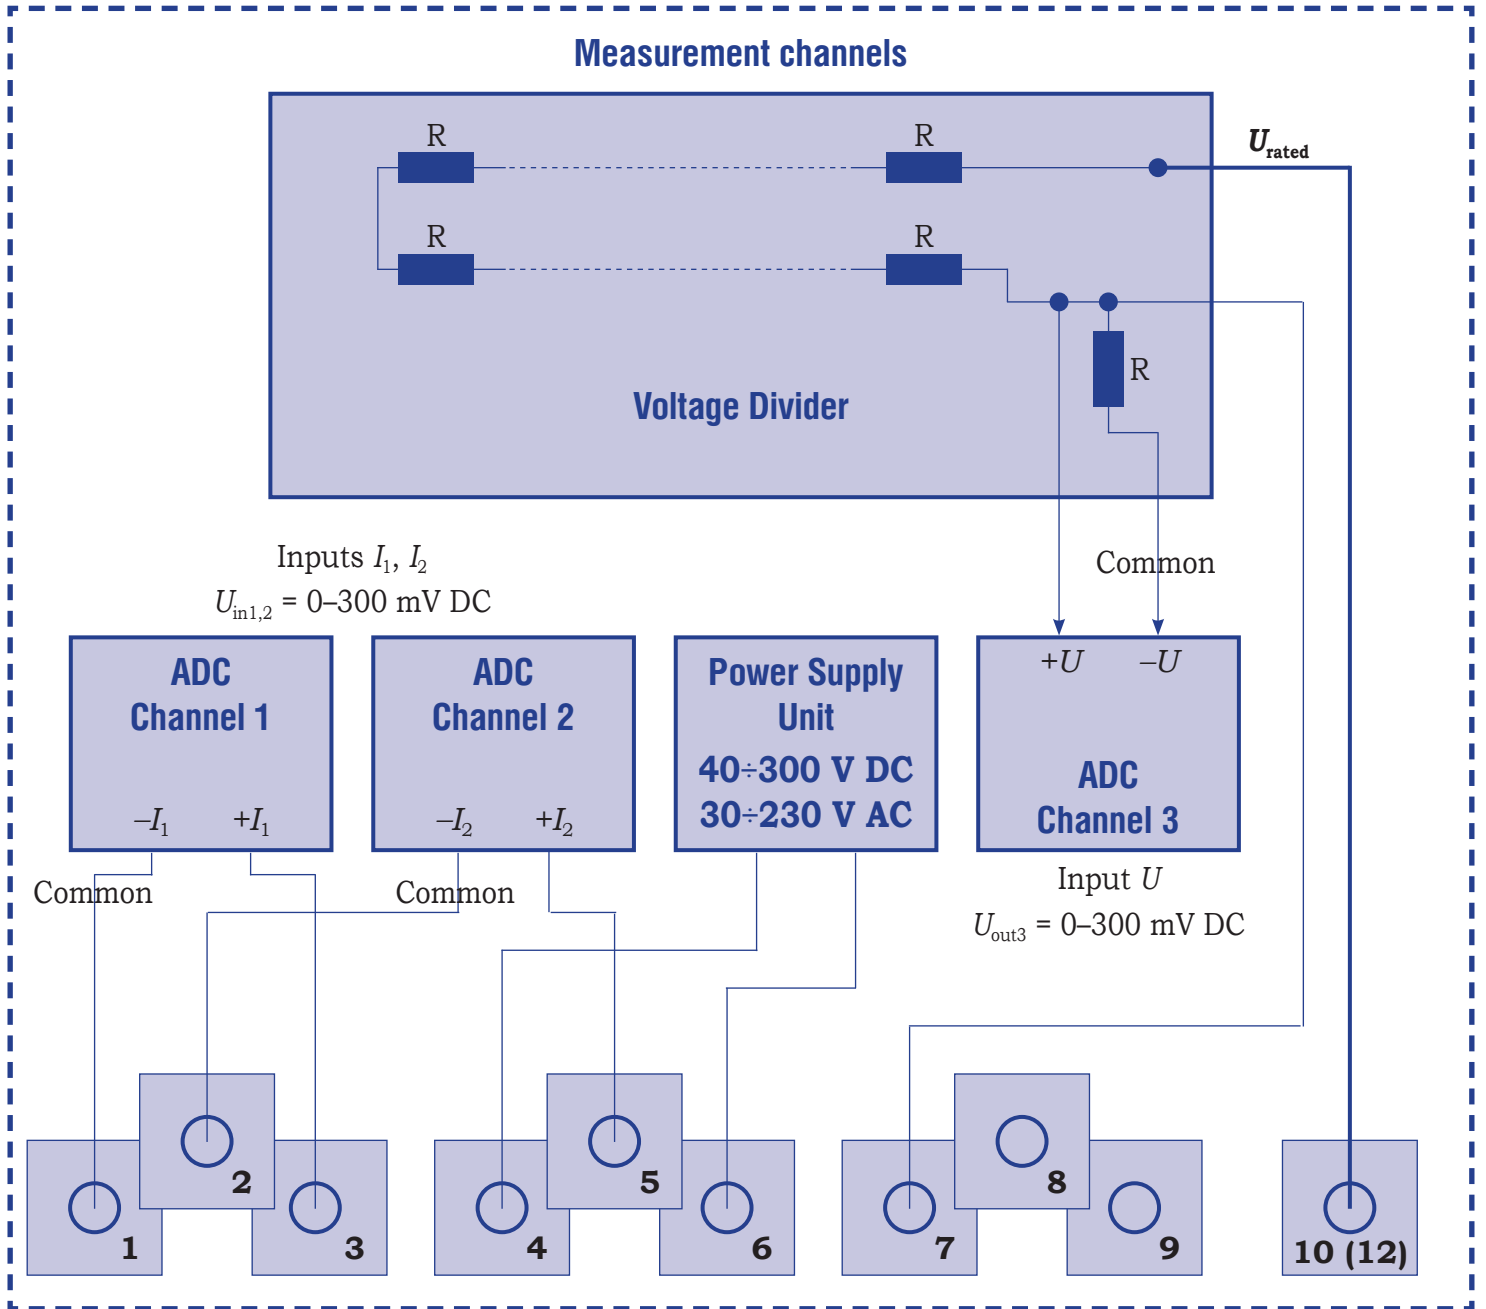 Measurement channels
R
R
U_rated
R
R
R
Voltage Divider
Inputs I₁, I₂
U_in1,2 = 0–300 mV DC
Common
ADC
Channel 1
–I₁
+I₁
ADC
Channel 2
–I₂
+I₂
Power Supply
Unit
40÷300 V DC
30÷230 V AC
+U
–U
ADC
Channel 3
Common
Common
Input U
U_out3 = 0–300 mV DC
1
2
3
4
5
6
7
8
9
10 (12)